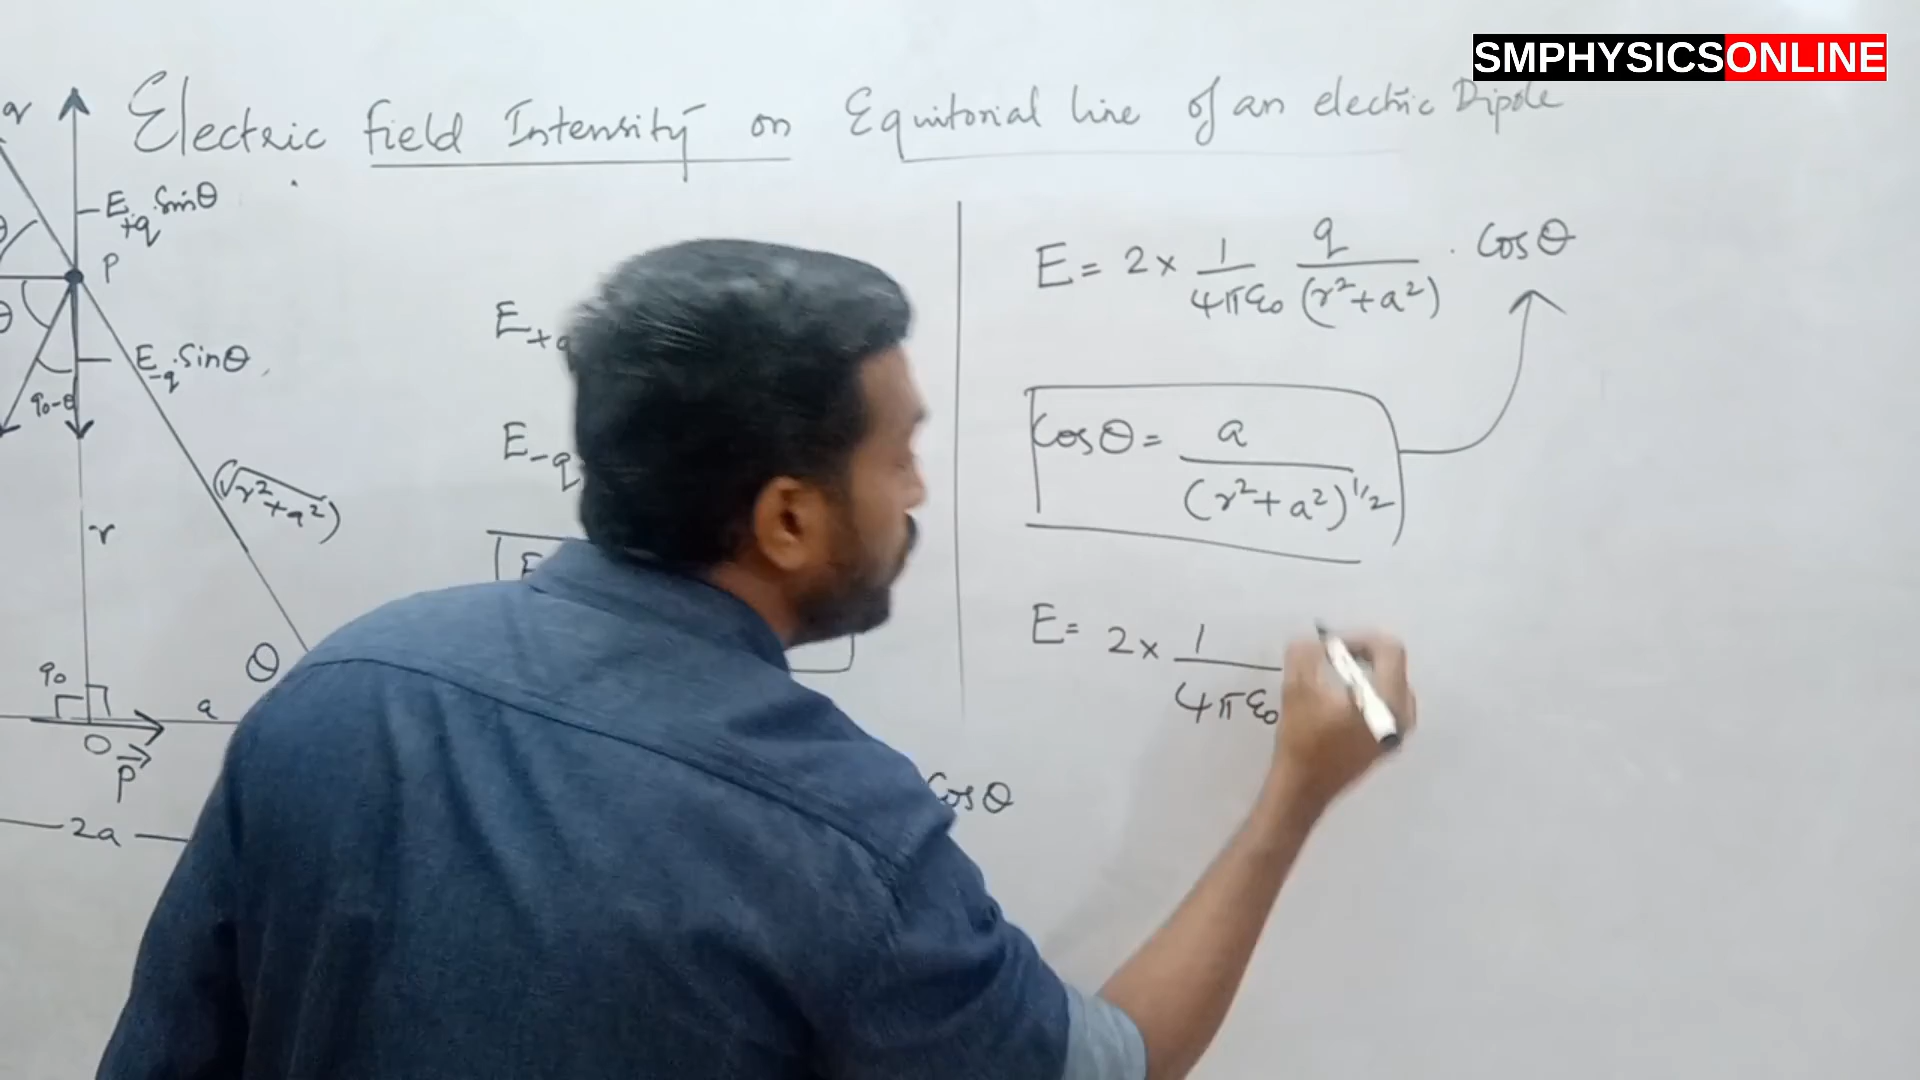 SMPHYSICSONLINE
Electric field Intensity on Equitorial line of an electric Dipole
E+q sinθ
P
θ
E-q sinθ
90-θ
(√r²+a²)
r
90
θ
a
O
p
2a
E+q
E-q
E
Cosθ
E = 2 × 1/4πε₀ q/(r²+a²) . Cosθ
Cosθ = a/(r²+a²)^1/2
E = 2 × 1/4πε₀